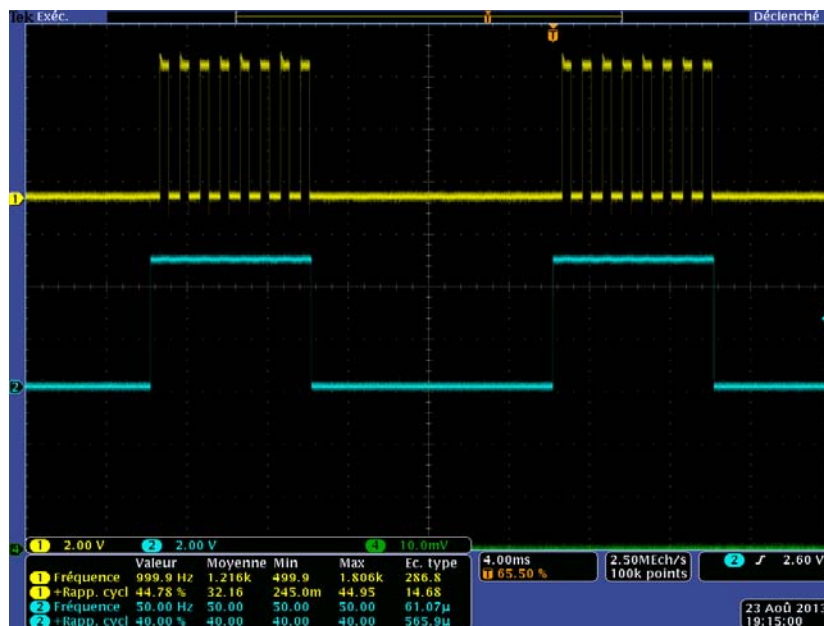 Tek Exéc. Déclenché
T
T
1
2
4
1 2.00 V 2 2.00 V 4 10.0mV
Valeur Moyenne Min Max Ec. type
1 Fréquence 999.9 Hz 1.216k 499.9 1.806k 286.8
1 +Rapp. cycl 44.78 % 32.16 245.0m 44.95 14.68
2 Fréquence 50.00 Hz 50.00 50.00 50.00 61.07µ
2 +Rapp. cycl 40.00 % 40.00 40.00 40.00 565.9µ
4.00ms
T 65.50 %
2.50MEch/s
100k points
2 2.60 V
23 Aoû 2013
19:15:00